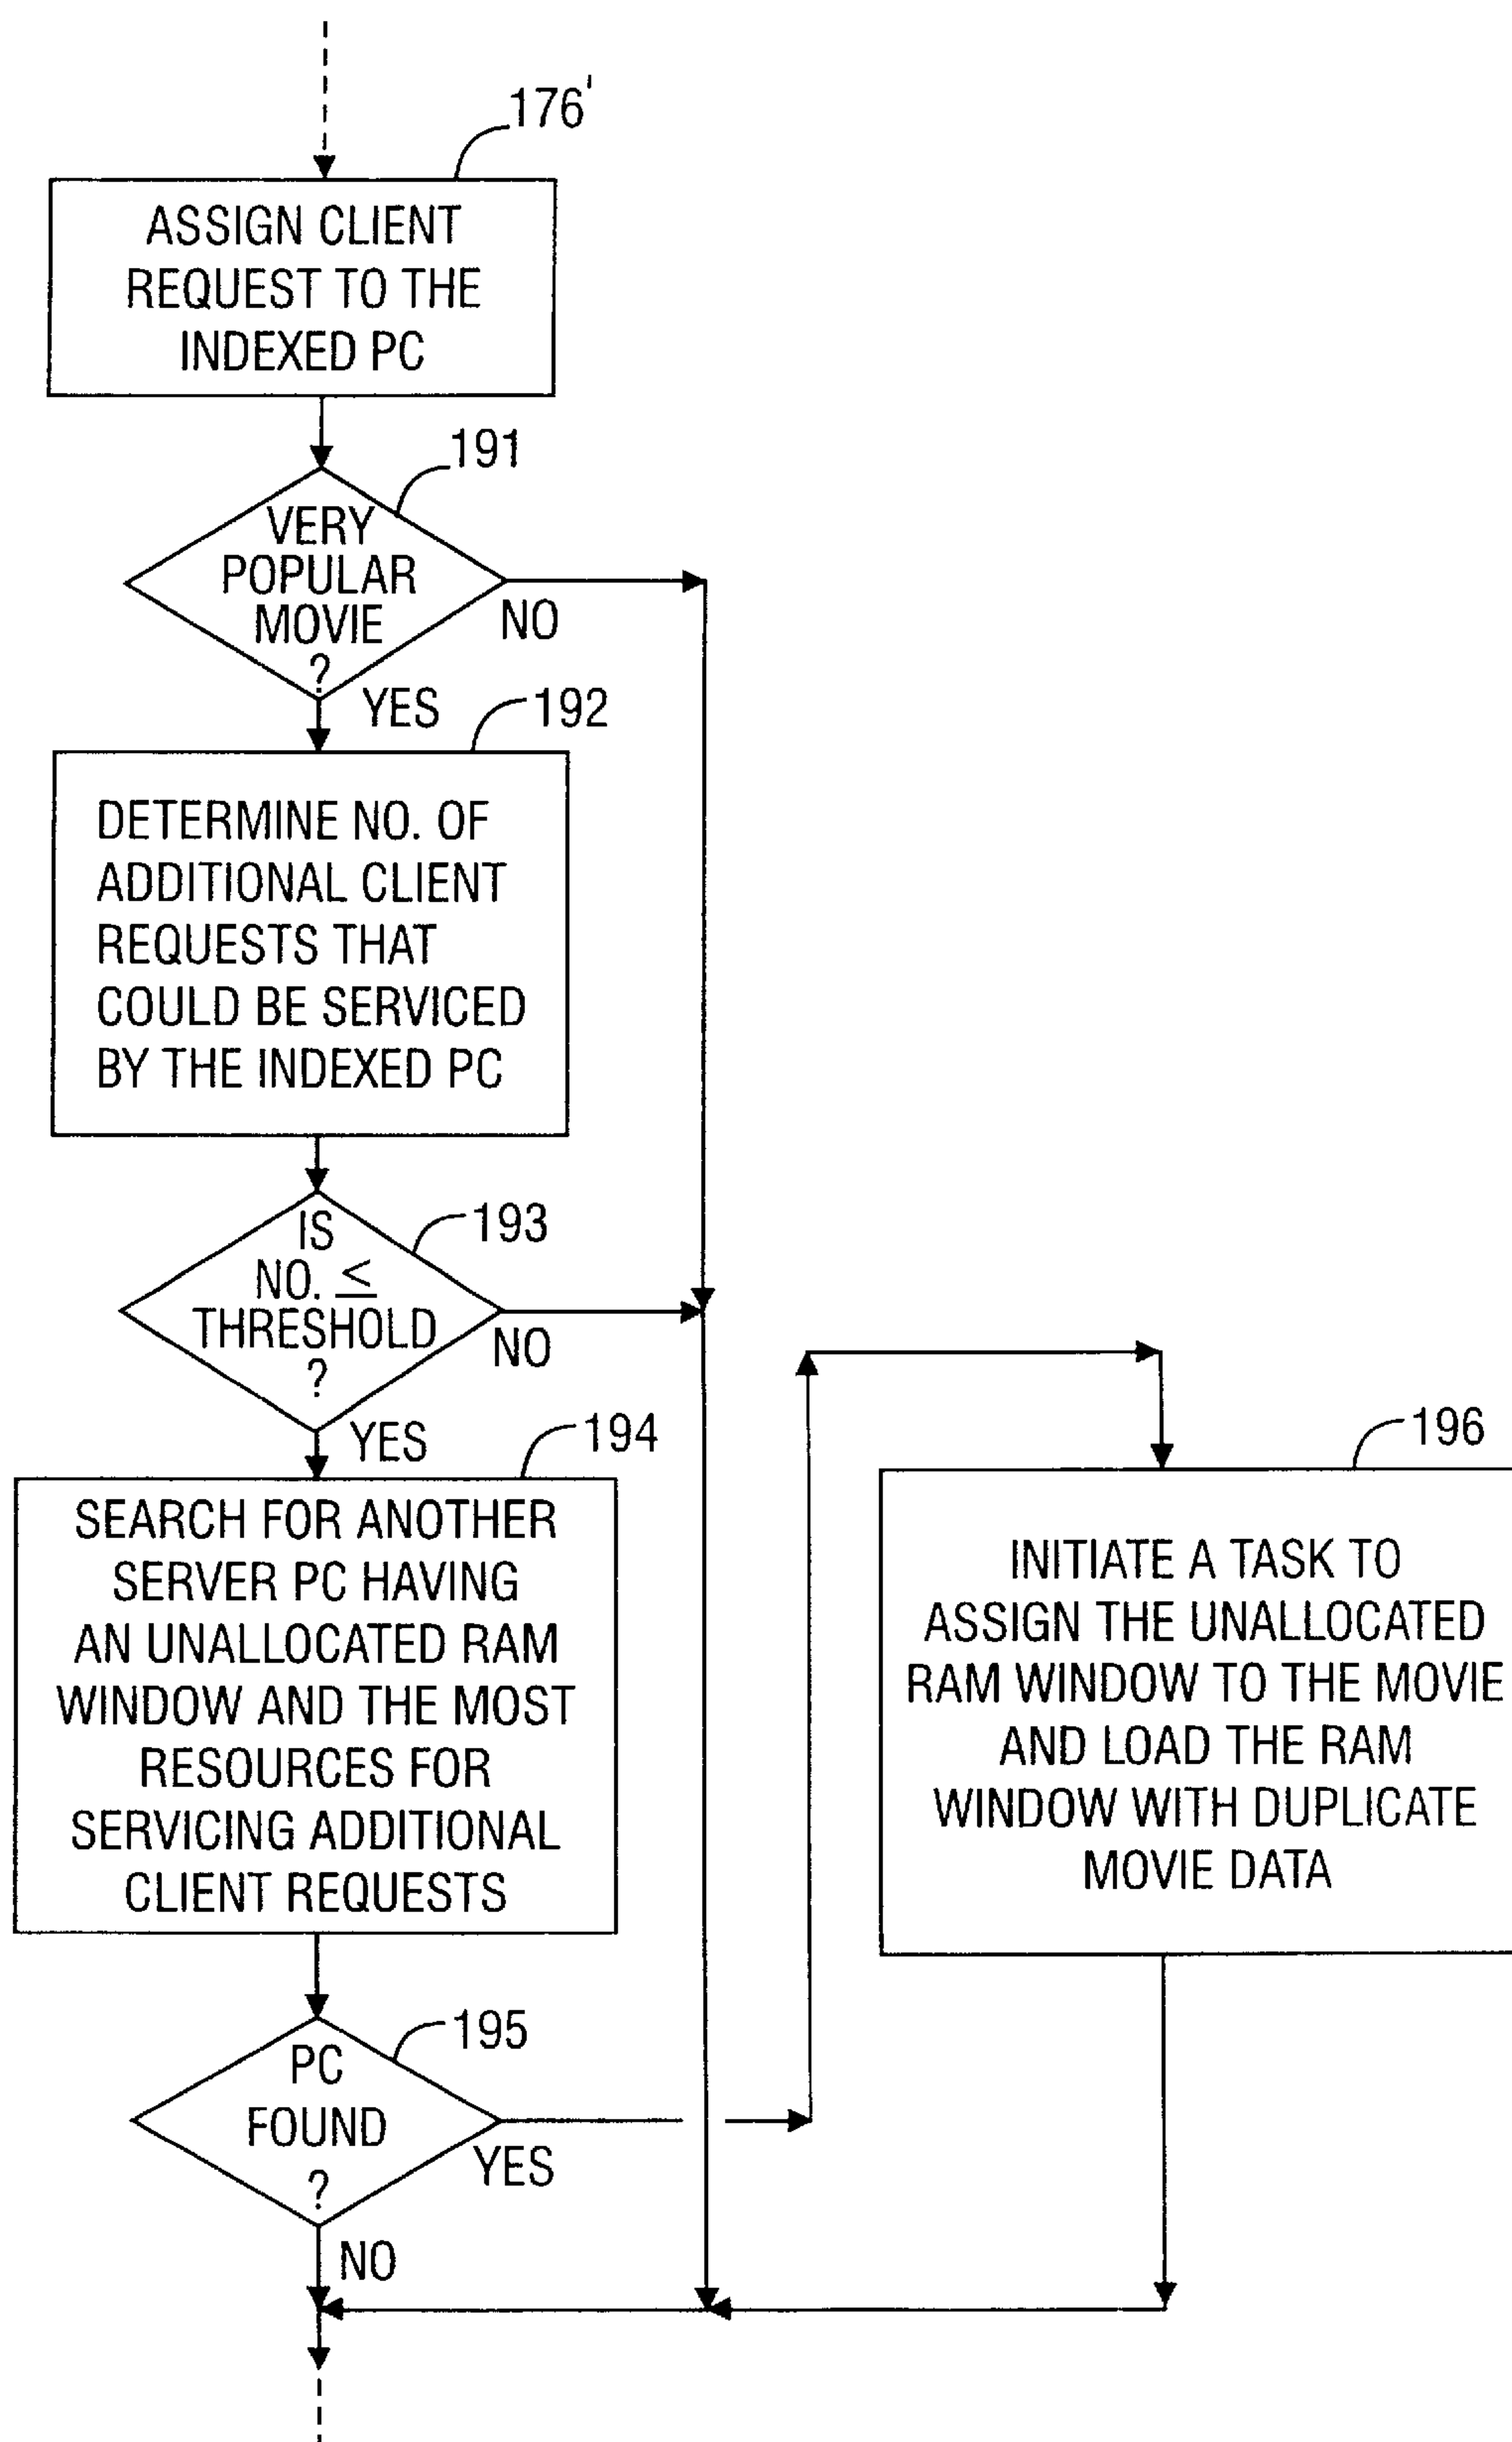 176'
ASSIGN CLIENT
REQUEST TO THE
INDEXED PC
191
VERY
POPULAR
MOVIE
?
NO
YES
192
DETERMINE NO. OF
ADDITIONAL CLIENT
REQUESTS THAT
COULD BE SERVICED
BY THE INDEXED PC
193
IS
NO. ≤
THRESHOLD
?
NO
YES
194
SEARCH FOR ANOTHER
SERVER PC HAVING
AN UNALLOCATED RAM
WINDOW AND THE MOST
RESOURCES FOR
SERVICING ADDITIONAL
CLIENT REQUESTS
195
PC
FOUND
?
YES
NO
196
INITIATE A TASK TO
ASSIGN THE UNALLOCATED
RAM WINDOW TO THE MOVIE
AND LOAD THE RAM
WINDOW WITH DUPLICATE
MOVIE DATA